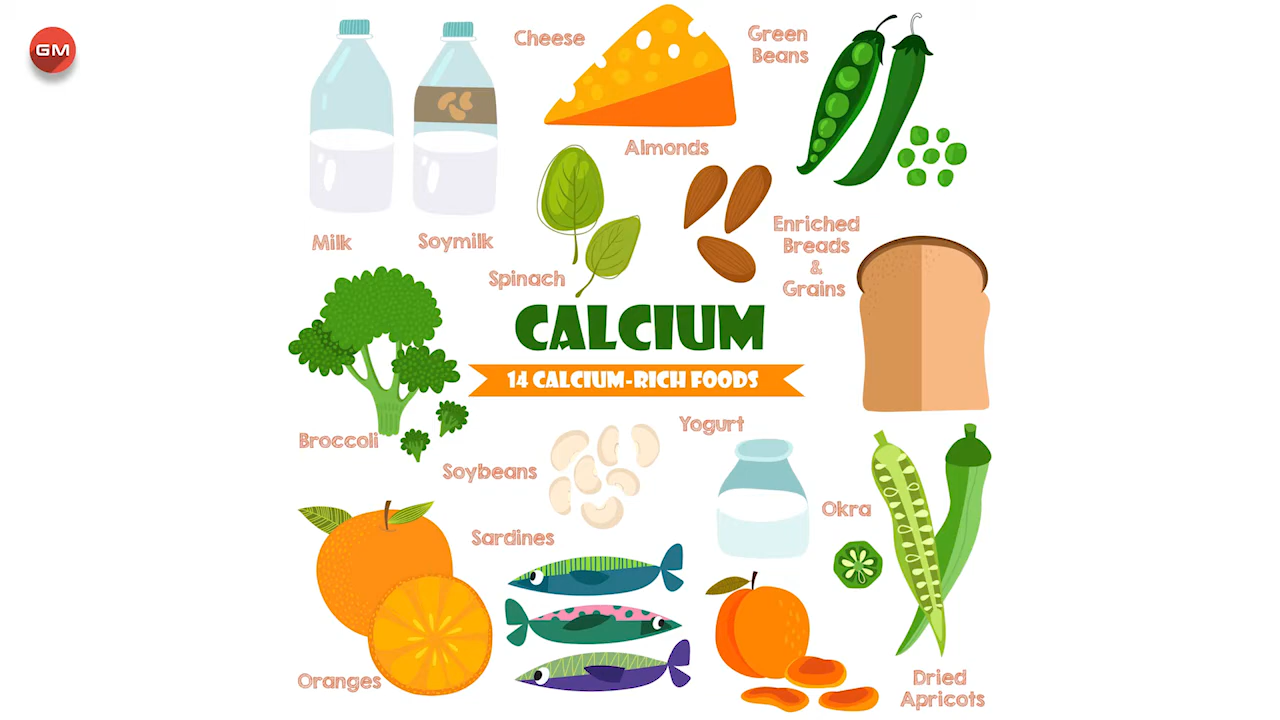 GM
Cheese
Green
Beans
Almonds
Milk
Soymilk
Spinach
Enriched
Breads
&
Grains
CALCIUM
14 CALCIUM-RICH FOODS
Broccoli
Yogurt
Soybeans
Okra
Sardines
Oranges
Dried
Apricots